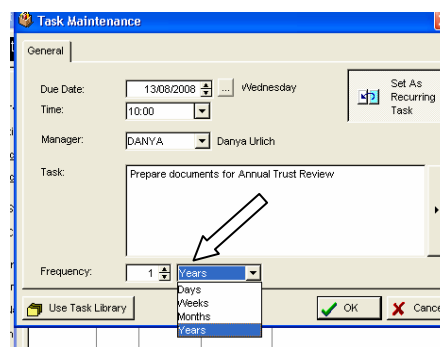 Task Maintenance
General
Due Date: 13/08/2008 ... Wednesday
Set As Recurring Task
Time: 10:00
Manager: DANYA Danya Urlich
Task: Prepare documents for Annual Trust Review
Frequency: 1 Years
Days
Weeks
Months
Years
Use Task Library OK Cance